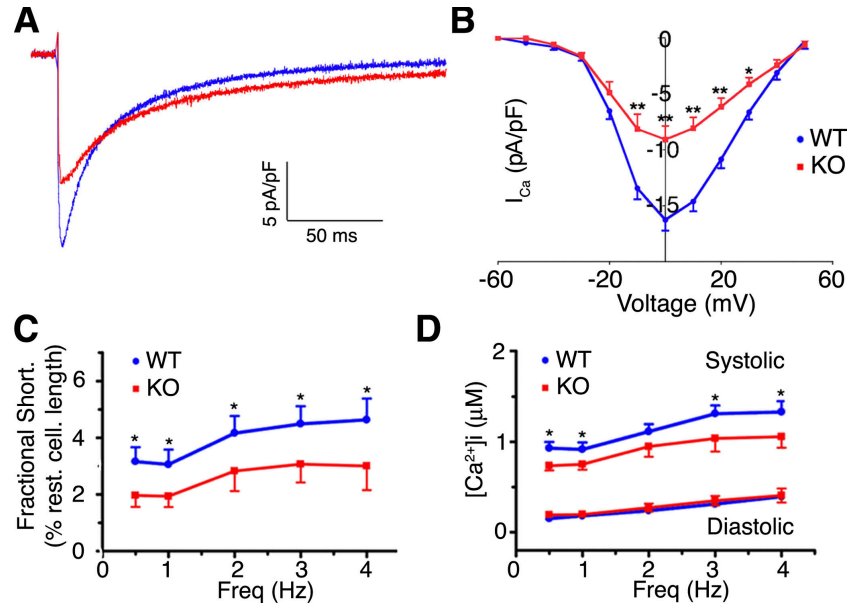 A
5 pA/pF
50 ms
B
0
-5
-10
-15
I_Ca (pA/pF)
** ** ** ** *
WT
KO
-60 -20 20 60
Voltage (mV)
C
WT
KO
Fractional Short.
(% rest. cell. length)
6
4
2
0
* * * * *
0 1 2 3 4
Freq (Hz)
D
WT
KO
Systolic
[Ca²⁺]i (μM)
2
1
0
* * * *
Diastolic
0 1 2 3 4
Freq (Hz)